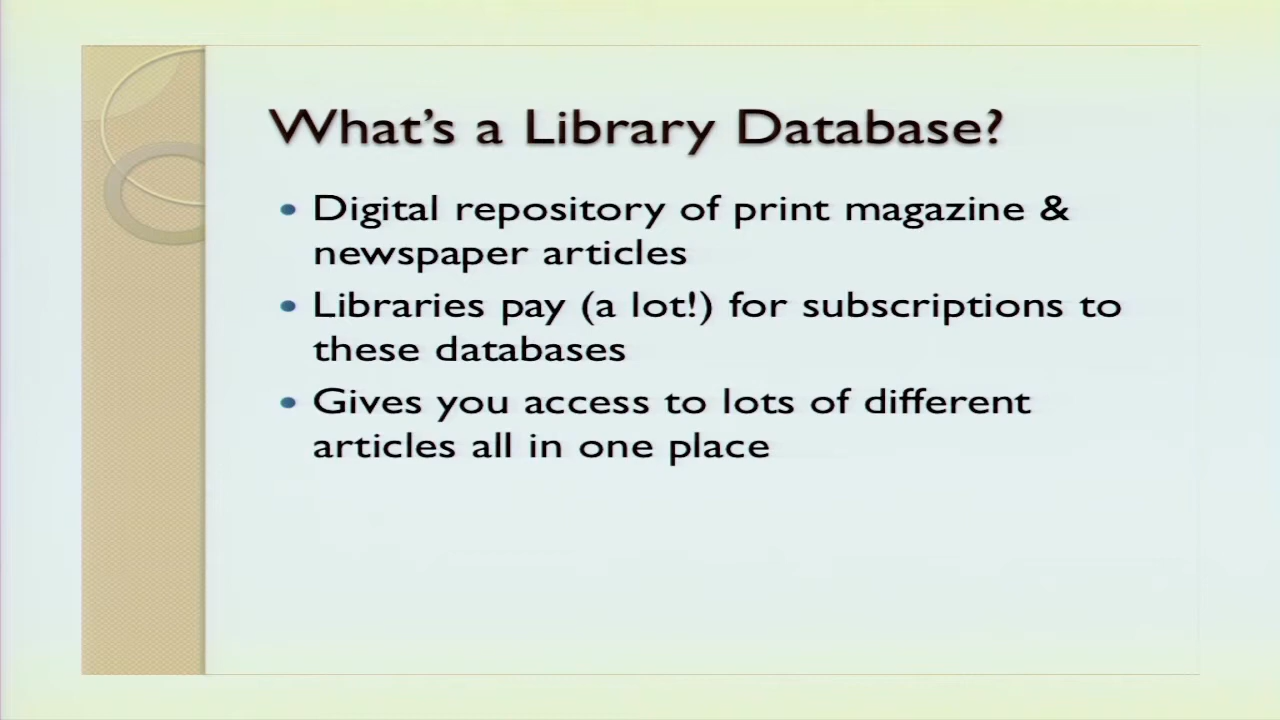 What's a Library Database?
• Digital repository of print magazine &
newspaper articles
• Libraries pay (a lot!) for subscriptions to
these databases
• Gives you access to lots of different
articles all in one place